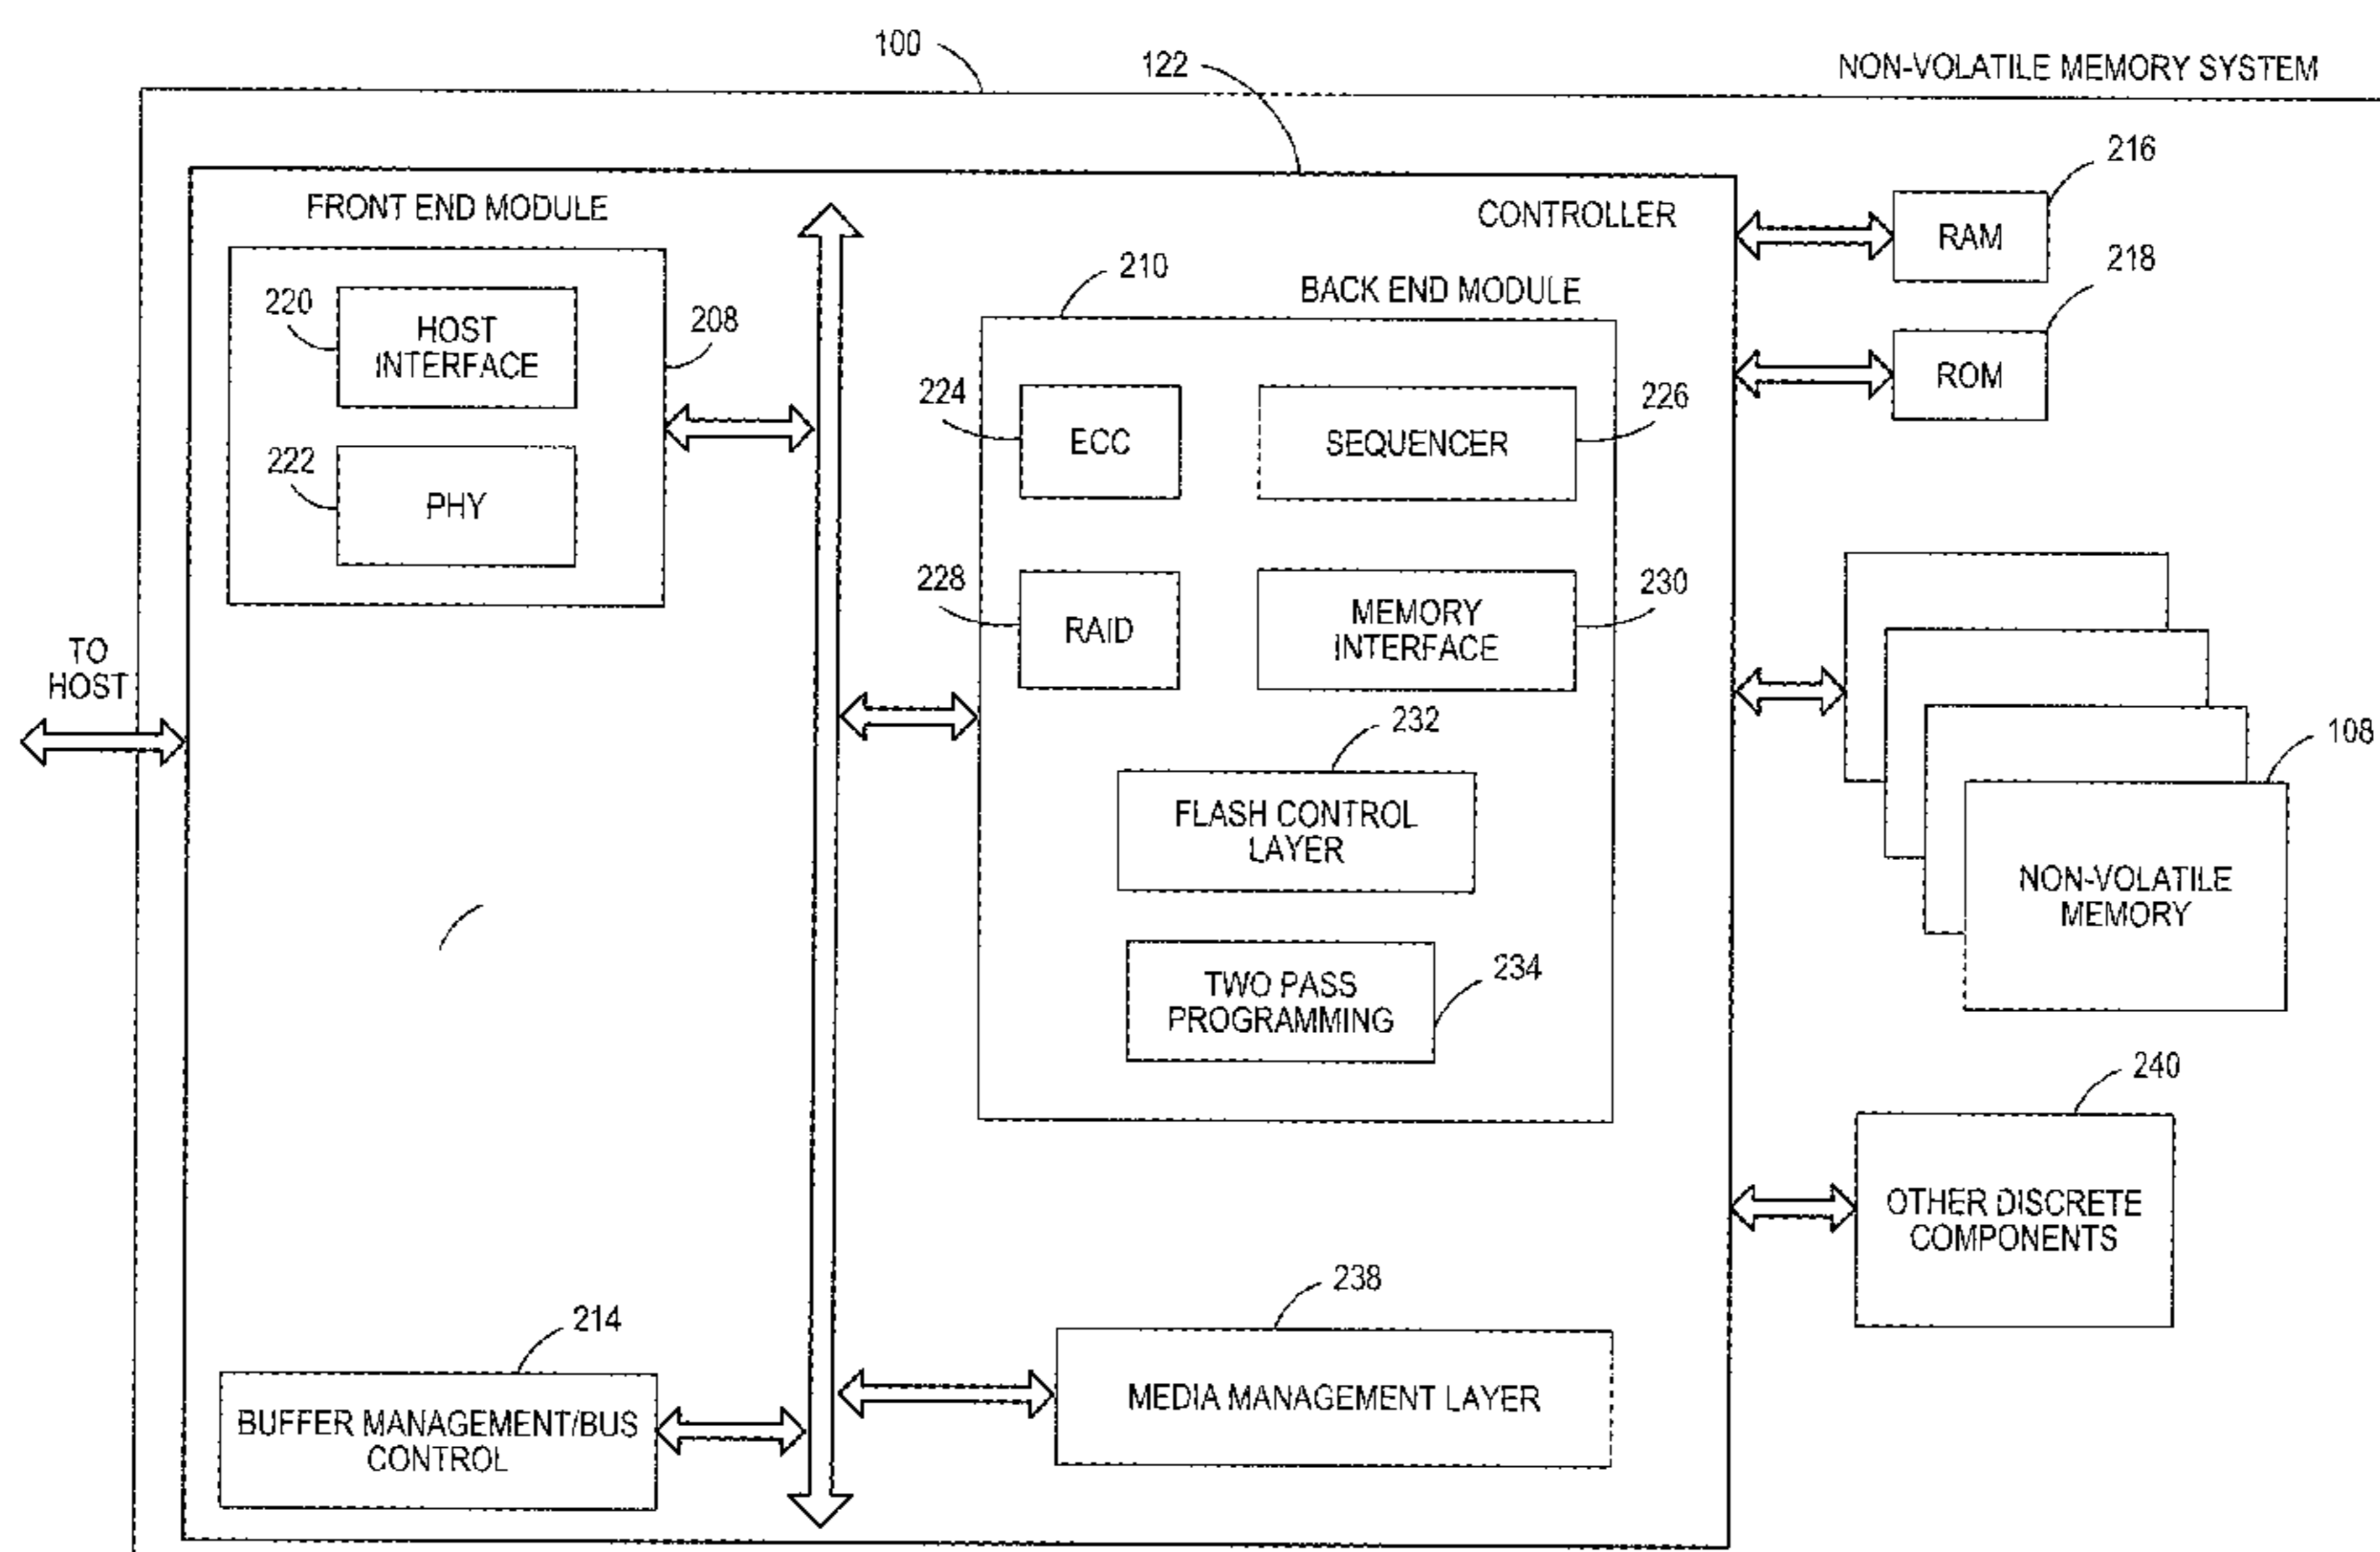 100
122
NON-VOLATILE MEMORY SYSTEM
216
FRONT END MODULE
CONTROLLER
RAM
210
218
220
HOST
INTERFACE
208
BACK END MODULE
ROM
224
ECC
SEQUENCER
226
222
PHY
228
RAID
MEMORY
INTERFACE
230
TO
HOST
232
108
FLASH CONTROL
LAYER
NON-VOLATILE
MEMORY
TWO PASS
PROGRAMMING
234
240
OTHER DISCRETE
COMPONENTS
214
238
BUFFER MANAGEMENT/BUS
CONTROL
MEDIA MANAGEMENT LAYER